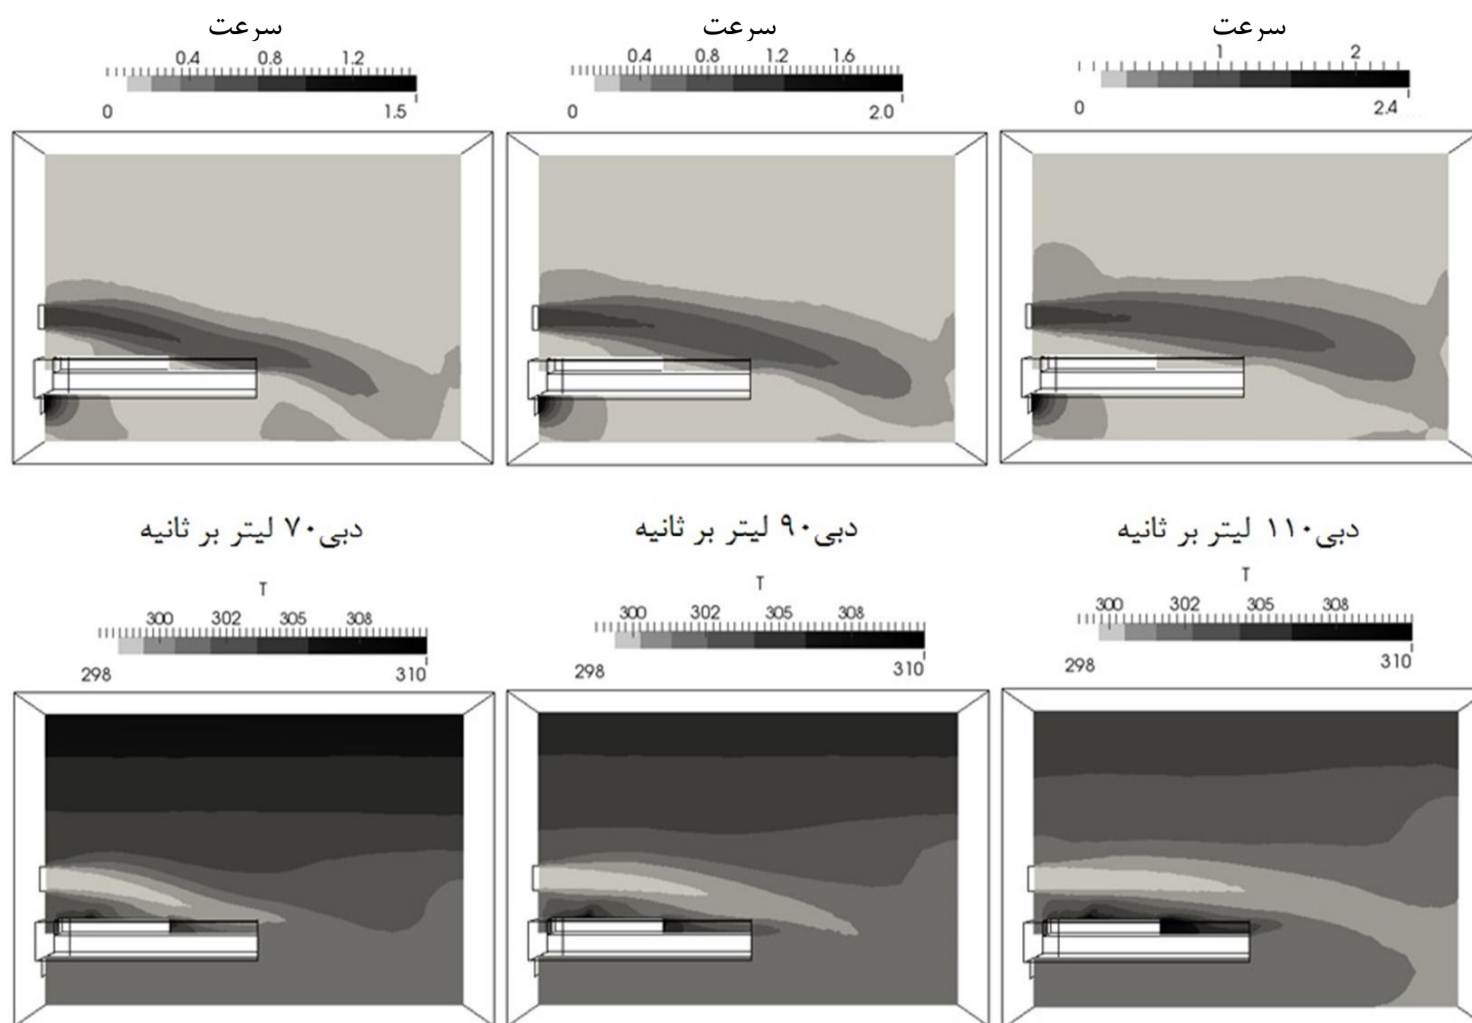 سرعت
0.4 0.8 1.2
0 1.5
سرعت
0.4 0.8 1.2 1.6
0 2.0
سرعت
1 2
0 2.4
دبی۷۰ لیتر بر ثانیه
دبی۹۰ لیتر بر ثانیه
دبی۱۱۰ لیتر بر ثانیه
T
300 302 305 308
298 310
T
300 302 305 308
298 310
T
300 302 305 308
298 310